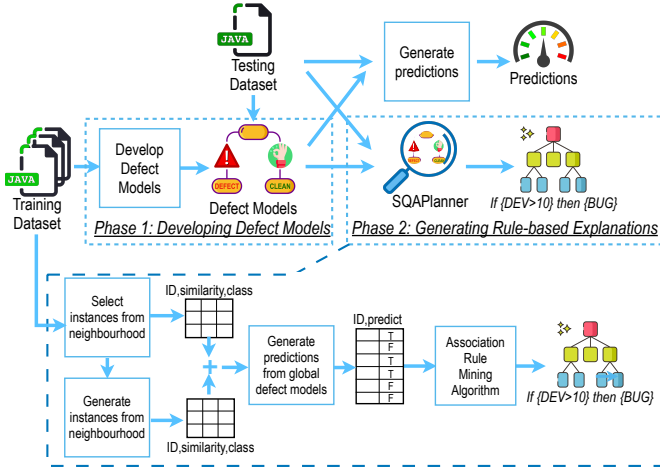 JAVA
Testing
Dataset
Generate
predictions
Predictions
JAVA
Training
Dataset
Develop
Defect
Models
DEFECT
CLEAN
Defect Models
Phase 1: Developing Defect Models
DEFECT
CLEAN
SQAPlanner
If {DEV>10} then {BUG}
Phase 2: Generating Rule-based Explanations
Select
instances from
neighbourhood
ID,similarity,class
Generate
instances from
neighbourhood
ID,similarity,class
+
Generate
predictions
from global
defect models
ID,predict
T
F
T
T
F
F
Association
Rule
Mining
Algorithm
If {DEV>10} then {BUG}